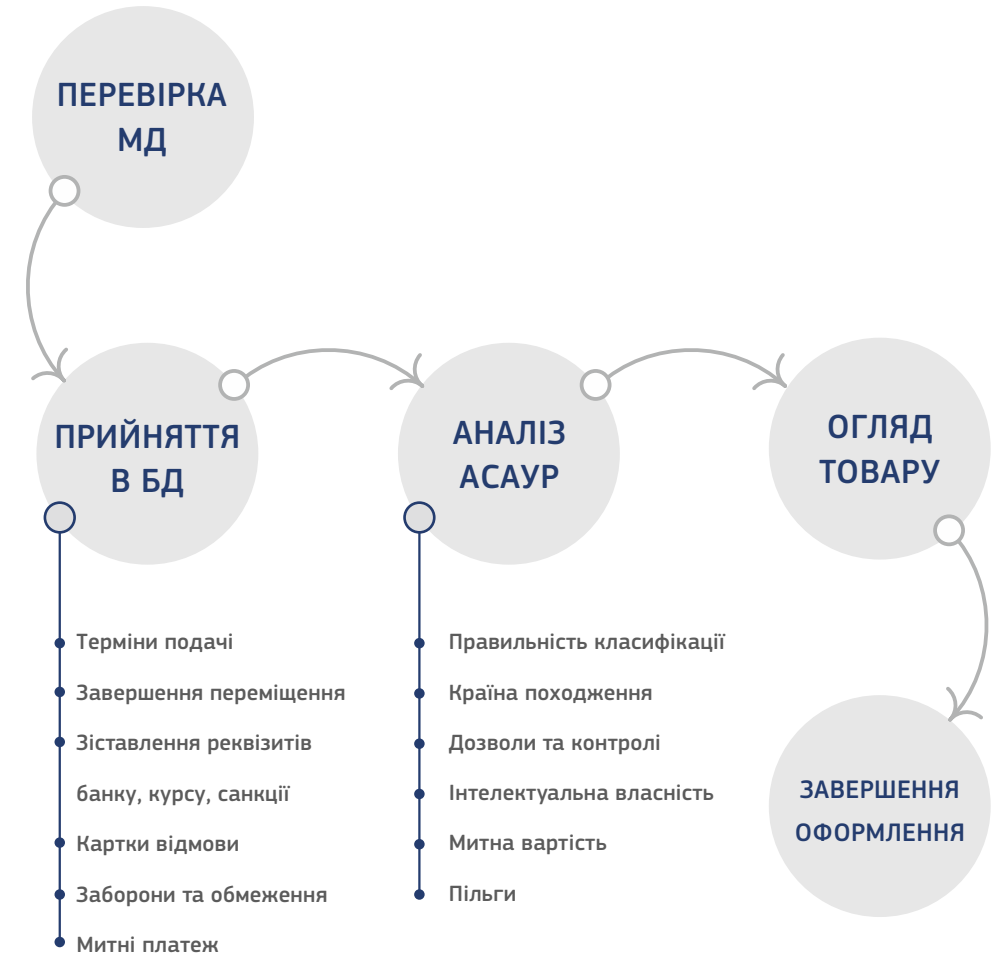 ПЕРЕВІРКА
МД
ПРИЙНЯТТЯ
В БД
АНАЛІЗ
АСАУР
ОГЛЯД
ТОВАРУ
Терміни подачі
Завершення переміщення
Зіставлення реквізитів
банку, курсу, санкції
Картки відмови
Заборони та обмеження
Митні платеж
Правильність класифікації
Країна походження
Дозволи та контролі
Інтелектуальна власність
Митна вартість
Пільги
ЗАВЕРШЕННЯ
ОФОРМЛЕННЯ